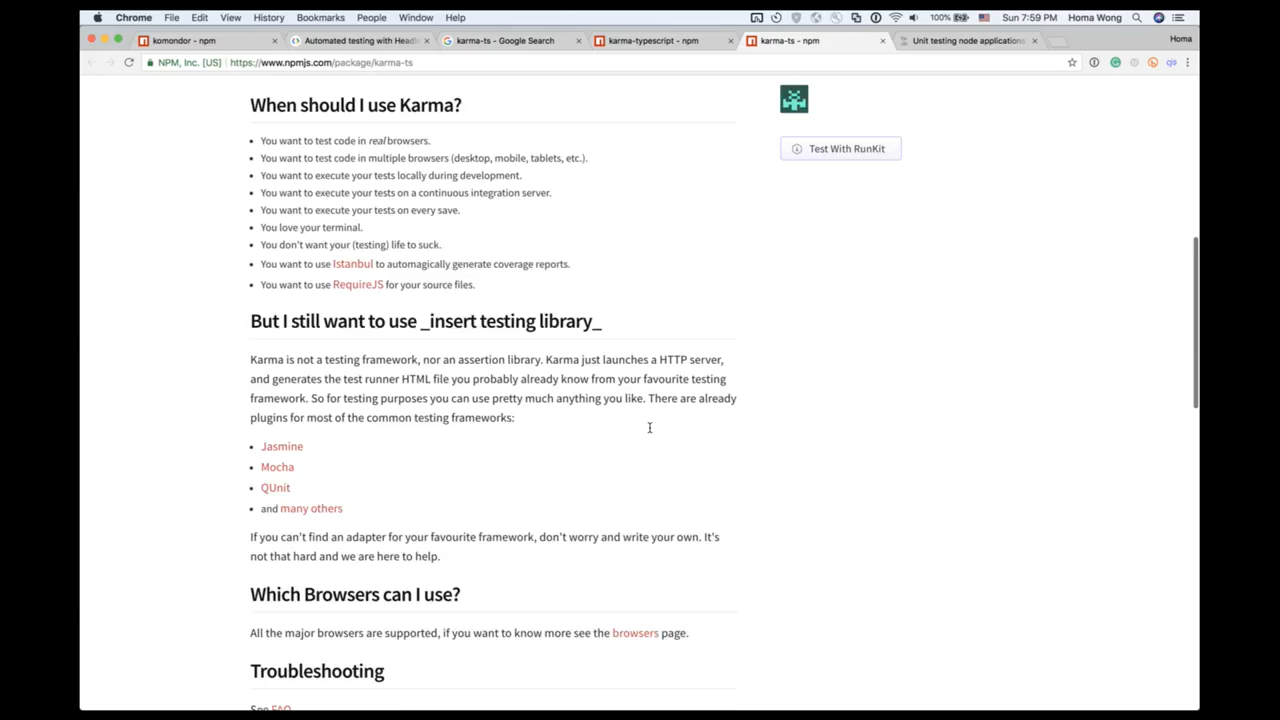 Chrome File Edit View History Bookmarks People Window Help 100% Sun 7:59 PM Homa Wong
komondor - npm Automated testing with Headl karma-ts - Google Search karma-typescript - npm karma-ts - npm Unit testing node applications Homa
NPM, Inc. [US] https://www.npmjs.com/package/karma-ts
When should I use Karma?
• You want to test code in real browsers.
• You want to test code in multiple browsers (desktop, mobile, tablets, etc.).
• You want to execute your tests locally during development.
• You want to execute your tests on a continuous integration server.
• You want to execute your tests on every save.
• You love your terminal.
• You don't want your (testing) life to suck.
• You want to use Istanbul to automagically generate coverage reports.
• You want to use RequireJS for your source files.
Test With RunKit
But I still want to use _insert testing library_
Karma is not a testing framework, nor an assertion library. Karma just launches a HTTP server,
and generates the test runner HTML file you probably already know from your favourite testing
framework. So for testing purposes you can use pretty much anything you like. There are already
plugins for most of the common testing frameworks:
• Jasmine
• Mocha
• QUnit
• and many others
If you can't find an adapter for your favourite framework, don't worry and write your own. It's
not that hard and we are here to help.
Which Browsers can I use?
All the major browsers are supported, if you want to know more see the browsers page.
Troubleshooting
See FAQ